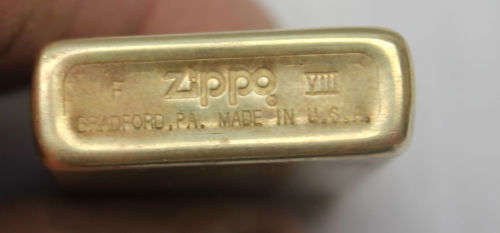 F Zippo VIII
BRADFORD, PA. MADE IN U.S.A.